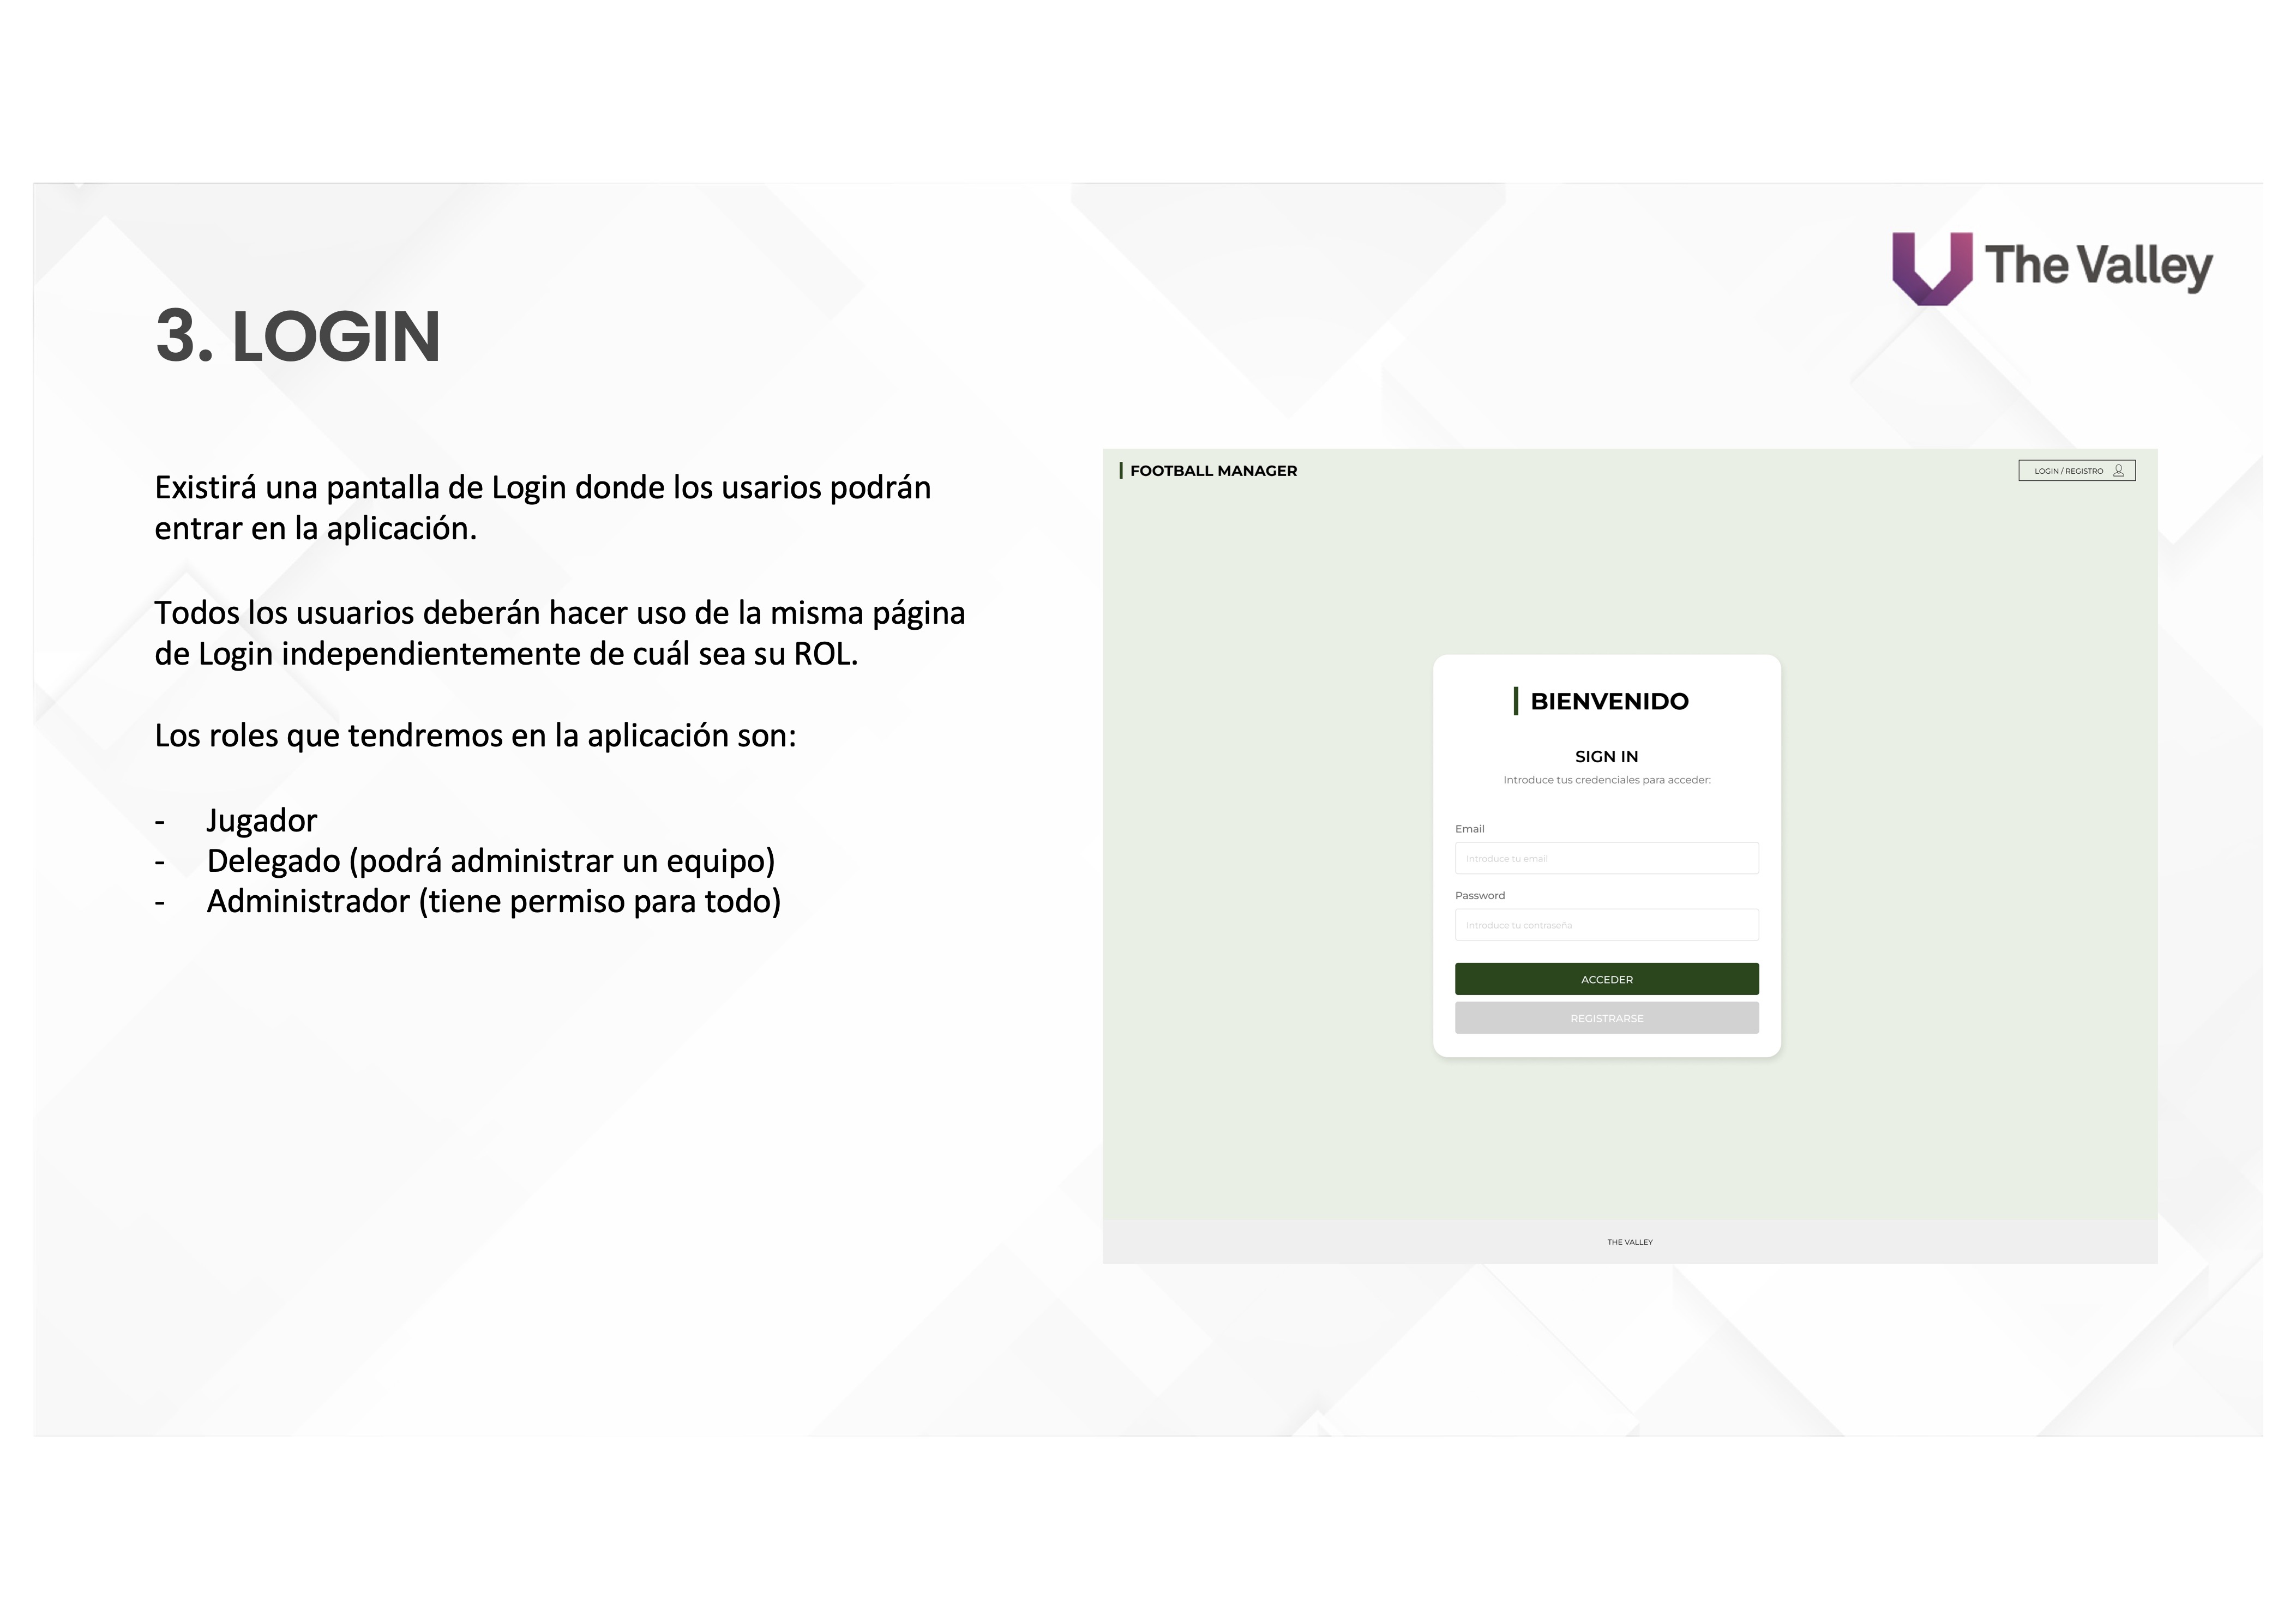 The Valley
3. LOGIN
Existirá una pantalla de Login donde los usarios podrán
entrar en la aplicación.
Todos los usuarios deberán hacer uso de la misma página
de Login independientemente de cuál sea su ROL.
Los roles que tendremos en la aplicación son:
- Jugador
- Delegado (podrá administrar un equipo)
- Administrador (tiene permiso para todo)
FOOTBALL MANAGER
LOGIN / REGISTRO
BIENVENIDO
SIGN IN
Introduce tus credenciales para acceder:
Email
Introduce tu email
Password
Introduce tu contraseña
ACCEDER
REGISTRARSE
THE VALLEY